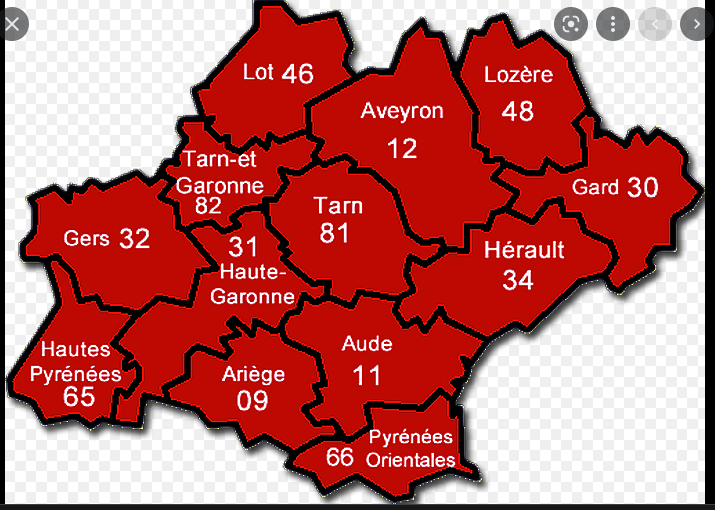 Lot 46
Lozère
48
Aveyron
12
Tarn-et
Garonne
82
Gard 30
Tarn
81
Gers 32
31
Haute-
Garonne
Hérault
34
Hautes
Pyrénées
65
Aude
11
Ariège
09
66
Pyrénées
Orientales